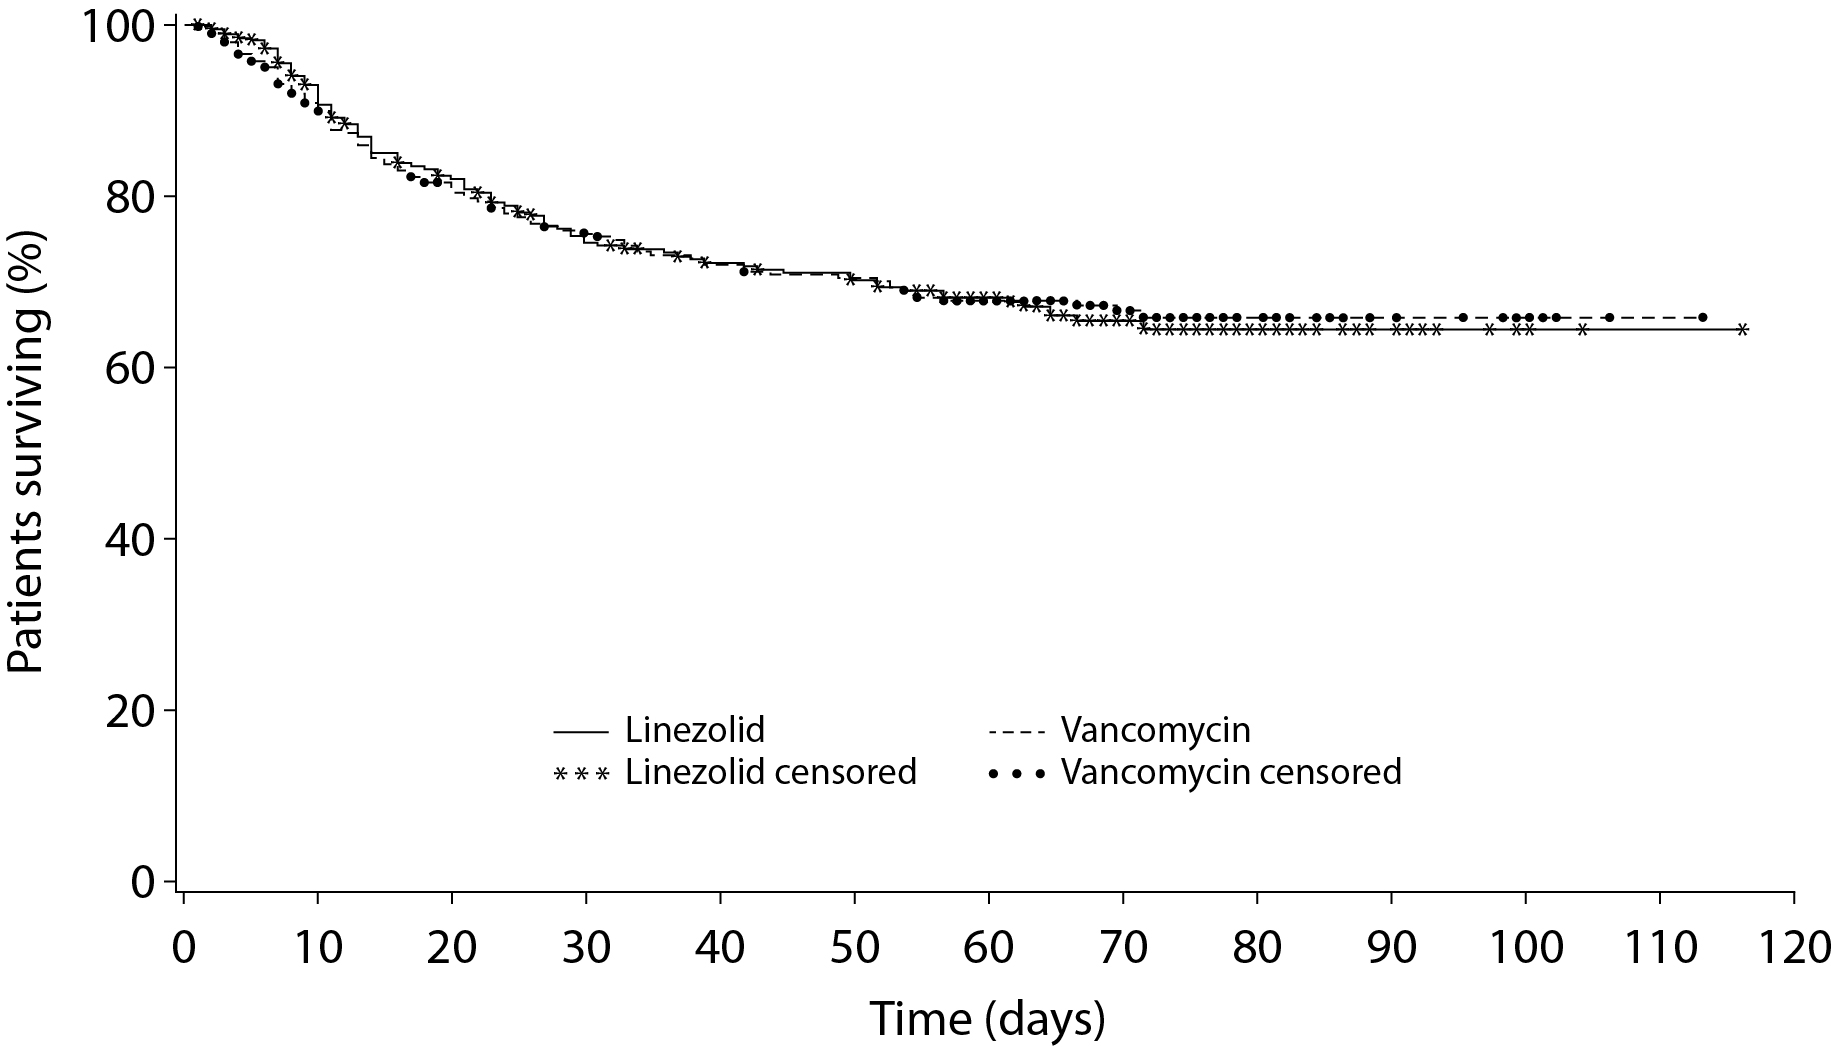 Patients surviving (%)
100
80
60
40
20
0
Linezolid
Vancomycin
*** Linezolid censored
••• Vancomycin censored
0 10 20 30 40 50 60 70 80 90 100 110 120
Time (days)